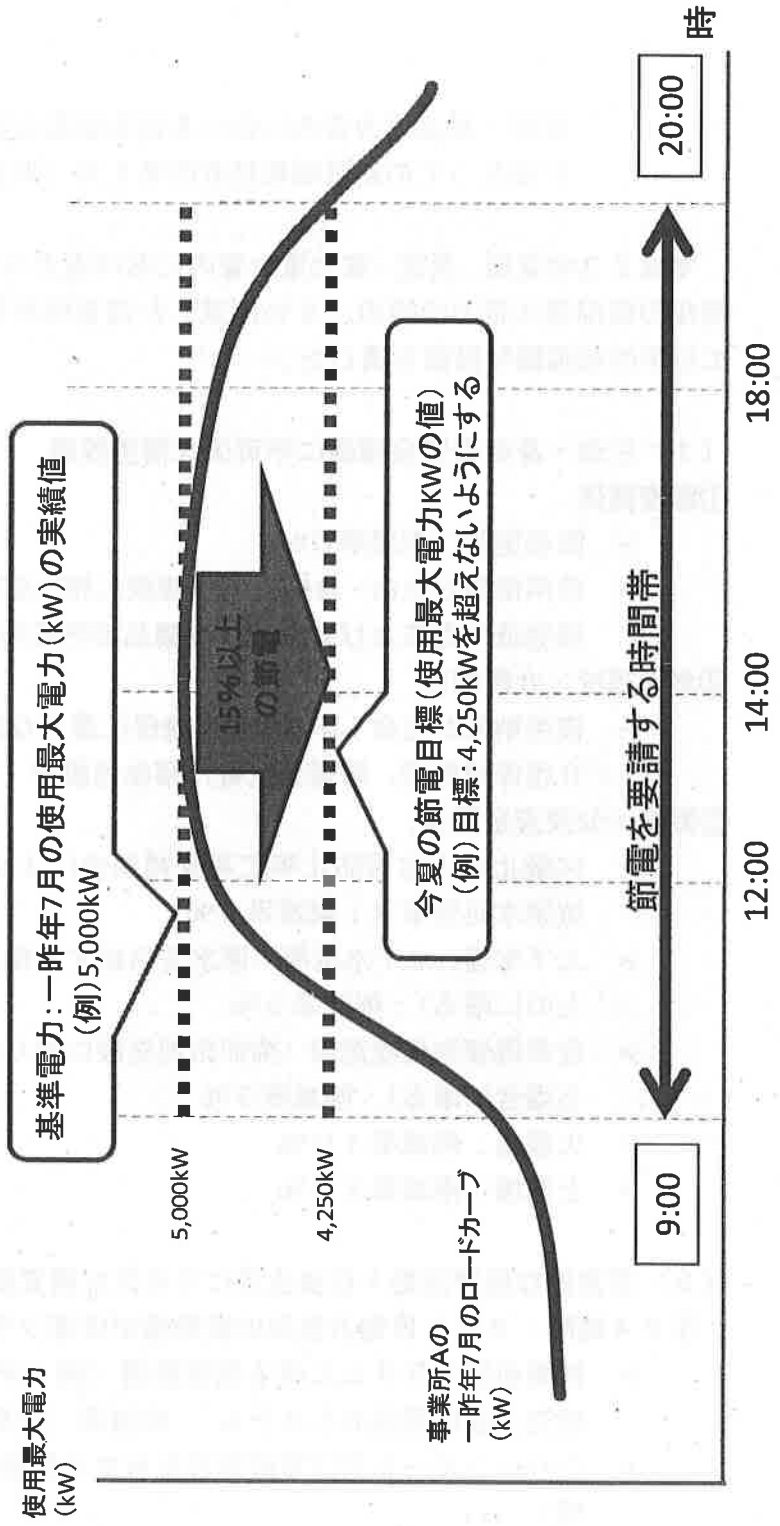 使用最大電力
(kW)
基準電力:一昨年7月の使用最大電力(kW)の実績値
(例)5,000kW
5,000kW
15%以上
の節電
4,250kW
今夏の節電目標(使用最大電力KWの値)
(例)目標:4,250kWを超えないようにする
事業所Aの
一昨年7月のロードカーブ
(kW)
節電を要請する時間帯
9:00
12:00
14:00
18:00
20:00
時